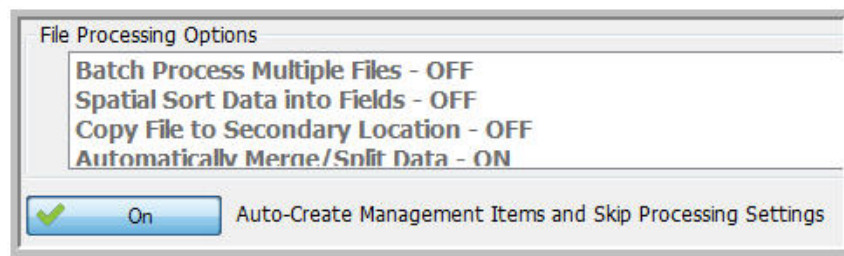 File Processing Options
Batch Process Multiple Files - OFF
Spatial Sort Data into Fields - OFF
Copy File to Secondary Location - OFF
Automatically Merge/Split Data - ON
On Auto-Create Management Items and Skip Processing Settings